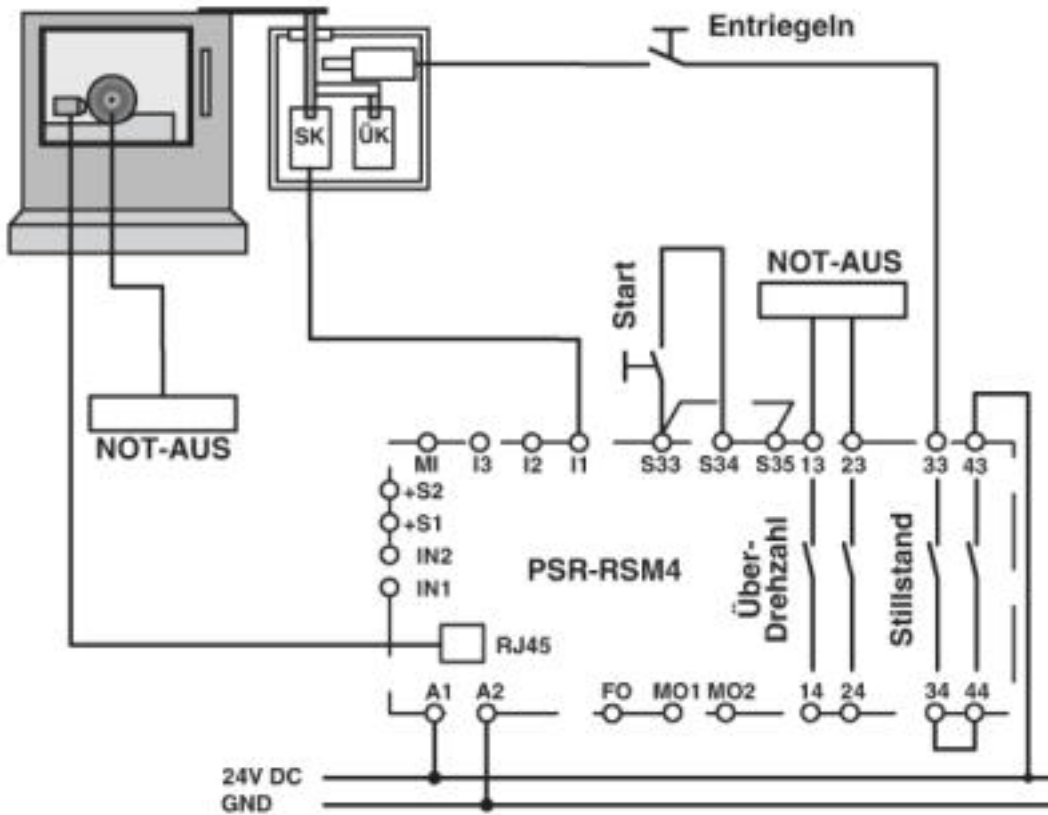 Entriegeln
SK ÜK
Start
NOT-AUS
NOT-AUS
MI I3 I2 I1 S33 S34 S35 13 23 33 43
+S2
+S1
IN2
IN1
PSR-RSM4
Über-
Drehzahl
Stillstand
RJ45
A1 A2 FO MO1 MO2 14 24 34 44
24V DC
GND